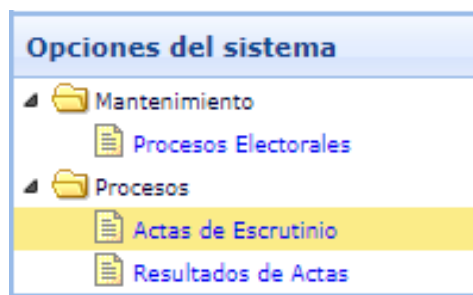 Opciones del sistema
Mantenimiento
Procesos Electorales
Procesos
Actas de Escrutinio
Resultados de Actas